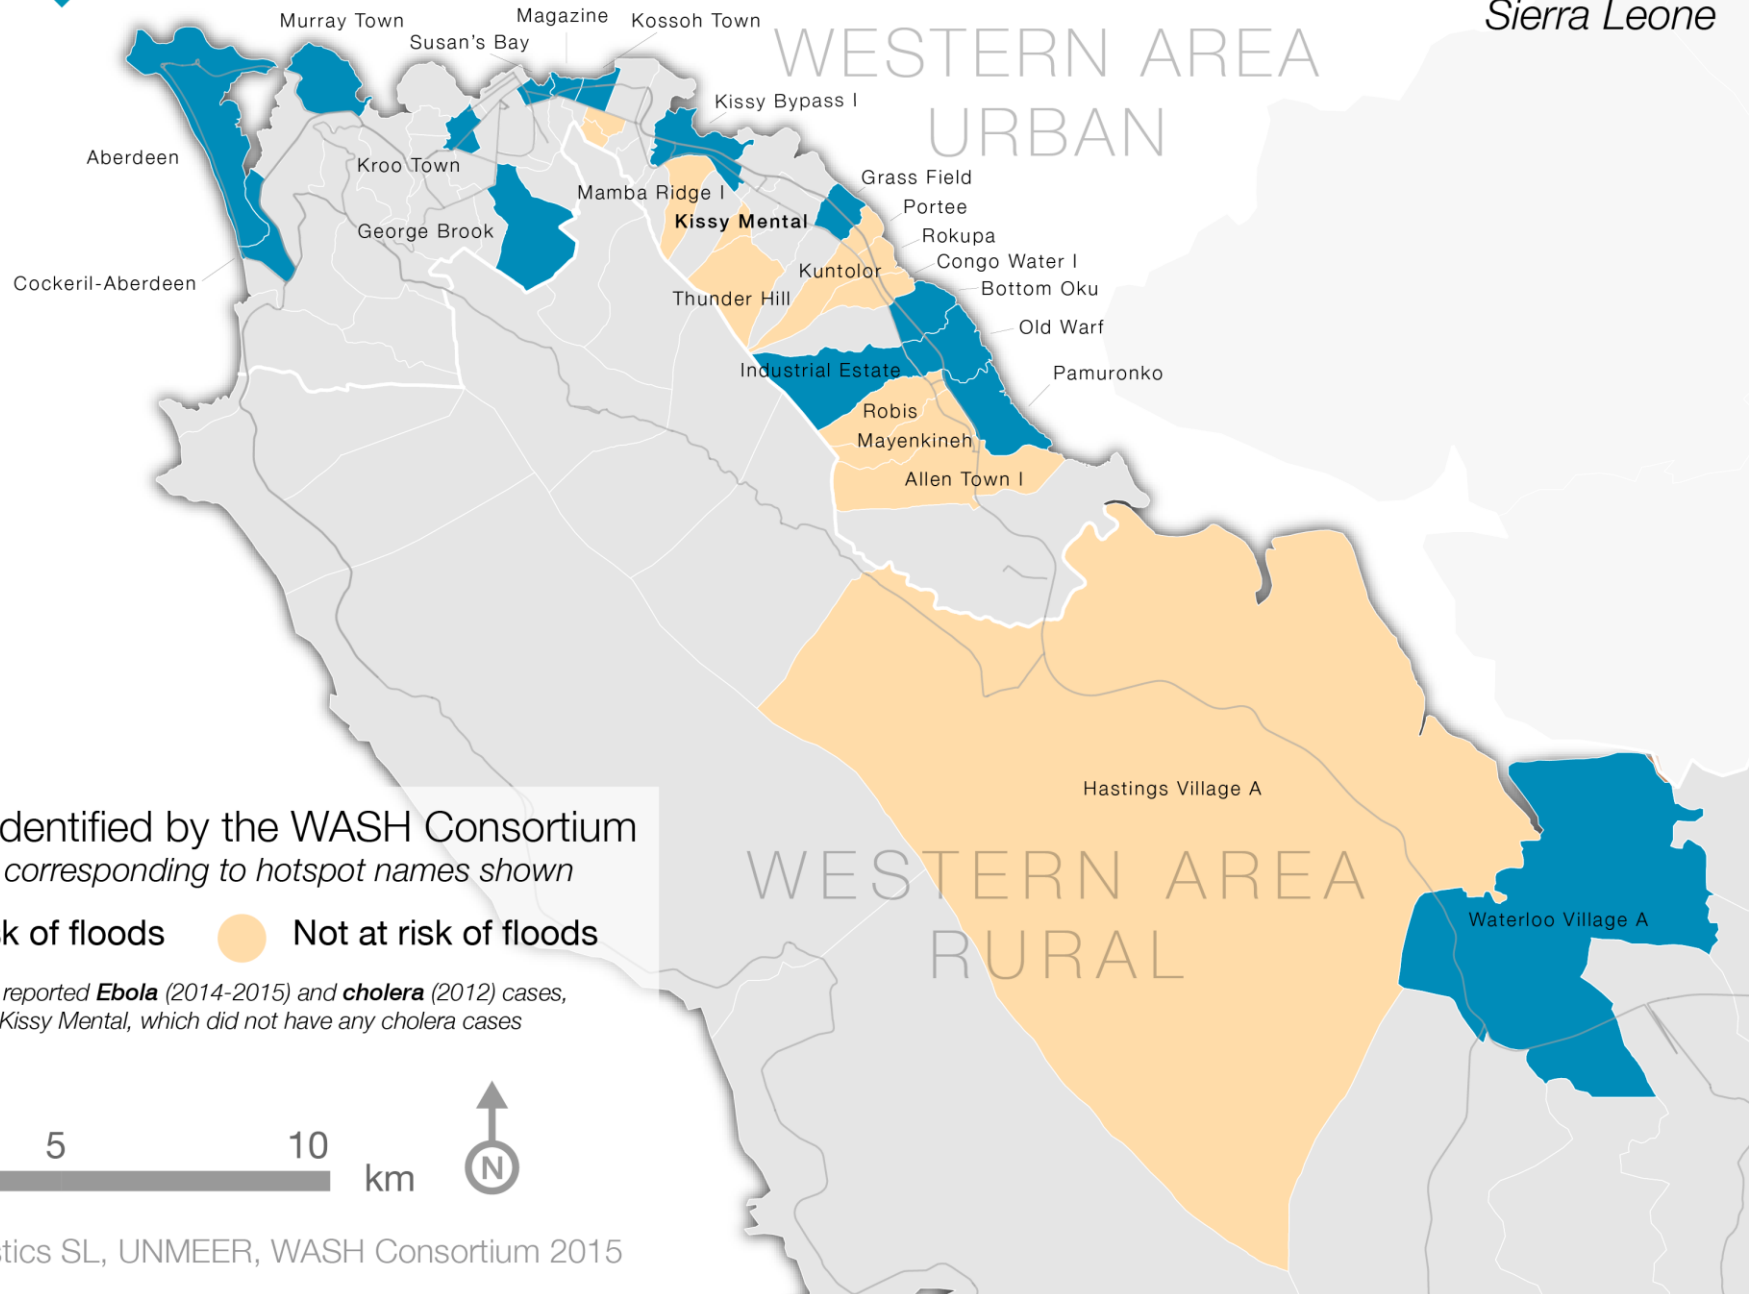 Sierra Leone
Murray Town
Magazine
Kossoh Town
Susan's Bay
WESTERN AREA
URBAN
Kissy Bypass I
Aberdeen
Kroo Town
Mamba Ridge I
Grass Field
Portee
Kissy Mental
George Brook
Rokupa
Congo Water I
Kuntolor
Cockeril-Aberdeen
Bottom Oku
Thunder Hill
Old Warf
Industrial Estate
Pamuronko
Robis
Mayenkineh
Allen Town I
Hastings Village A
WESTERN AREA
RURAL
Waterloo Village A
dentified by the WASH Consortium
corresponding to hotspot names shown
k of floods
Not at risk of floods
reported Ebola (2014-2015) and cholera (2012) cases,
Kissy Mental, which did not have any cholera cases
5 10
km
N
tics SL, UNMEER, WASH Consortium 2015